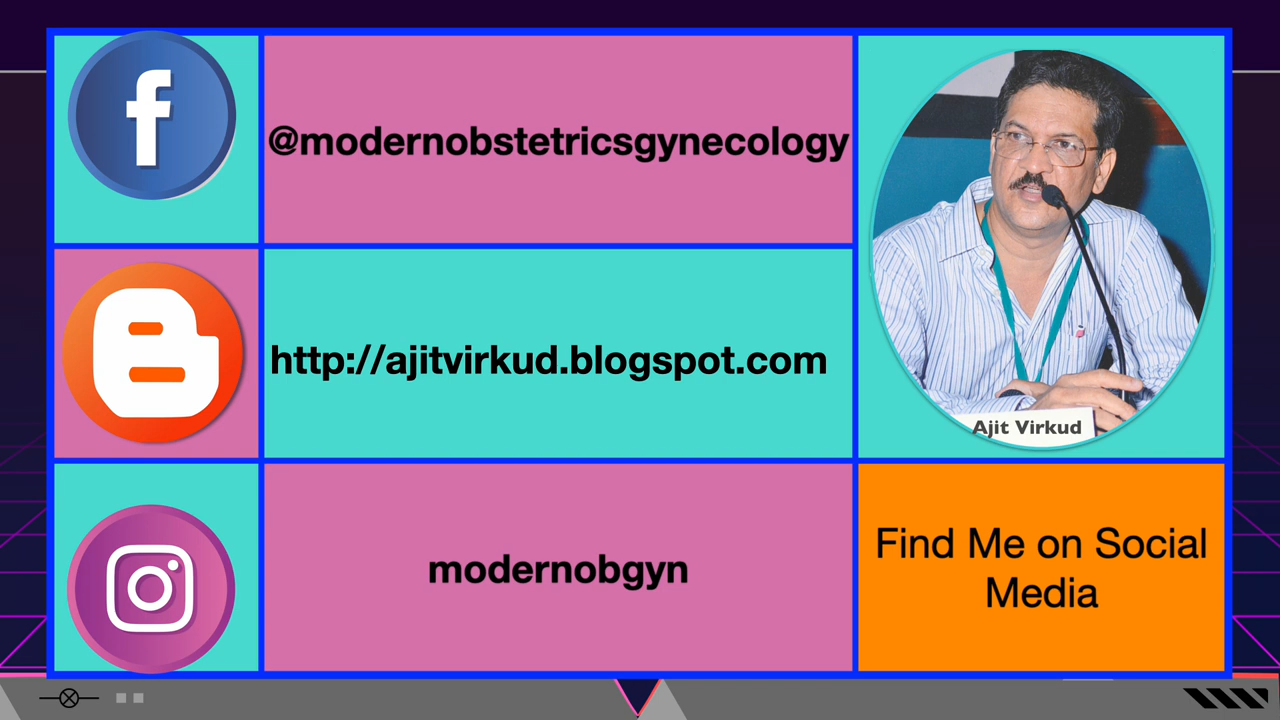 @modernobstetricsgynecology
http://ajitvirkud.blogspot.com
modernobgyn
Ajit Virkud
Find Me on Social
Media